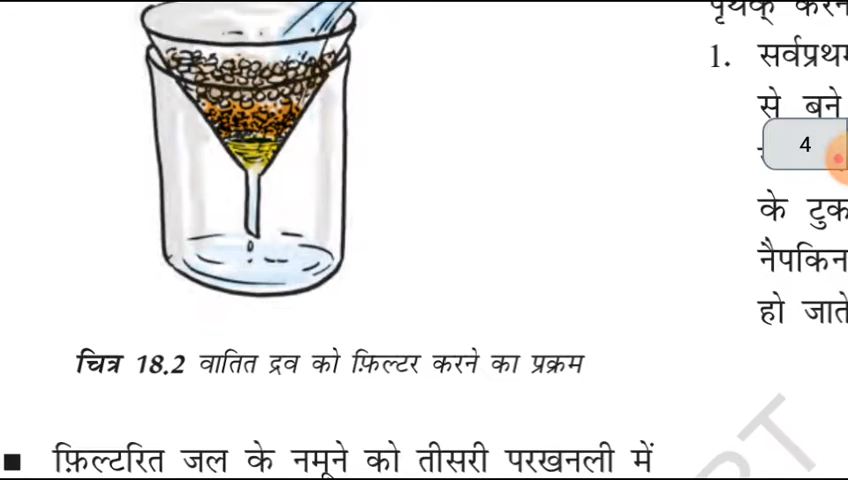 चित्र 18.2 वातित द्रव को फ़िल्टर करने का प्रक्रम
■ फ़िल्टरित जल के नमूने को तीसरी परखनली में
पृथक्
1. सर्वप्रथम
से बने
4
के
नैपकिन
हो जाते